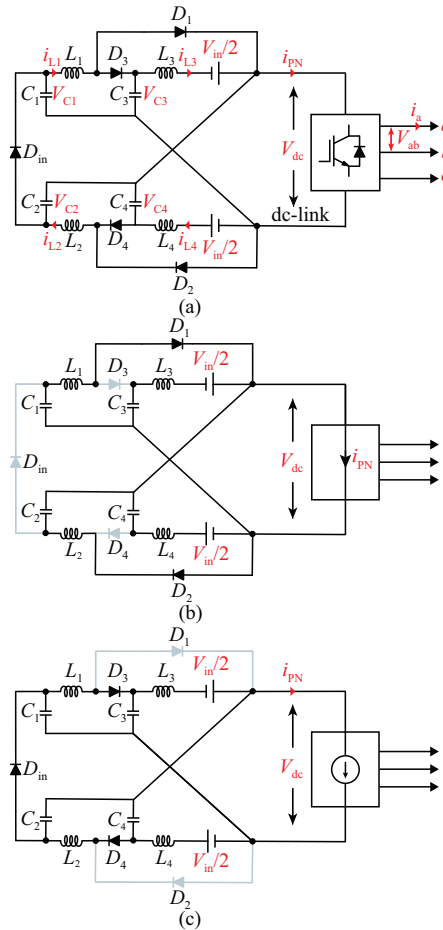 D1
iL1 L1 D3 L3 iL3 Vin/2 iPN
C1 VC1 C3 VC3 ia
Din Vdc Vab
C2 VC2 C4 VC4
dc-link
iL2 L2 D4 L4 iL4 Vin/2
D2
(a)
D1
L1 D3 L3 Vin/2
C1 C3
Din Vdc iPN
C2 C4
L2 D4 L4 Vin/2
D2
(b)
D1
L1 D3 L3 Vin/2 iPN
C1 C3
Din Vdc
C2 C4
L2 D4 L4 Vin/2
D2
(c)